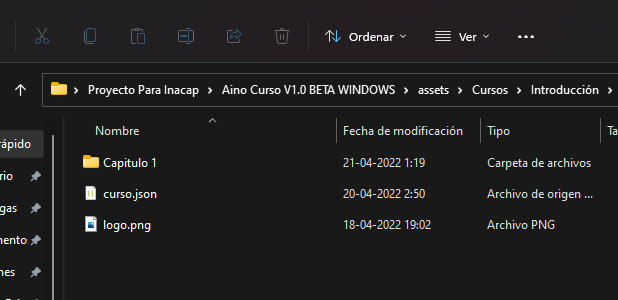 Ordenar
Ver
Proyecto Para Inacap > Aino Curso V1.0 BETA WINDOWS > assets > Cursos > Introducción >
Nombre Fecha de modificación Tipo
rápido
Capitulo 1 21-04-2022 1:19 Carpeta de archivos
rio
curso.json 20-04-2022 2:50 Archivo de origen ...
gas
logo.png 18-04-2022 19:02 Archivo PNG
mentos
nes